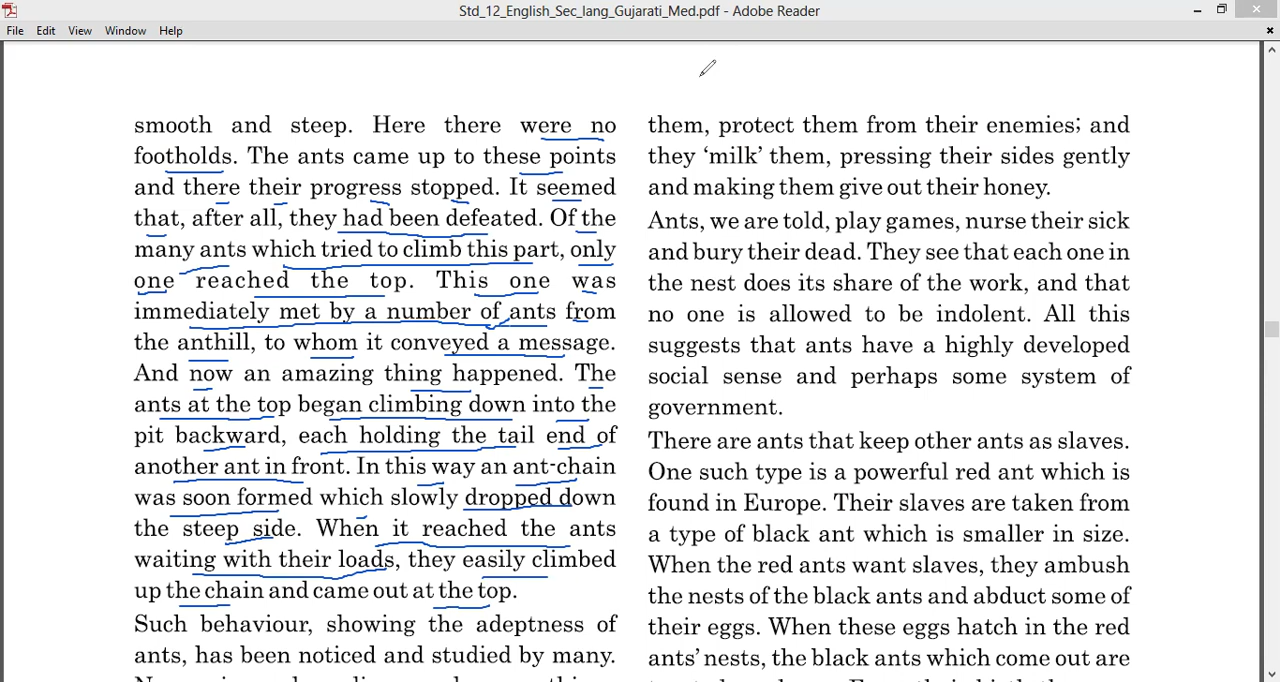 Std_12_English_Sec_lang_Gujarati_Med.pdf - Adobe Reader
File Edit View Window Help
smooth and steep. Here there were no
footholds. The ants came up to these points
and there their progress stopped. It seemed
that, after all, they had been defeated. Of the
many ants which tried to climb this part, only
one reached the top. This one was
immediately met by a number of ants from
the anthill, to whom it conveyed a message.
And now an amazing thing happened. The
ants at the top began climbing down into the
pit backward, each holding the tail end of
another ant in front. In this way an ant-chain
was soon formed which slowly dropped down
the steep side. When it reached the ants
waiting with their loads, they easily climbed
up the chain and came out at the top.
Such behaviour, showing the adeptness of
ants, has been noticed and studied by many.
them, protect them from their enemies; and
they ‘milk’ them, pressing their sides gently
and making them give out their honey.
Ants, we are told, play games, nurse their sick
and bury their dead. They see that each one in
the nest does its share of the work, and that
no one is allowed to be indolent. All this
suggests that ants have a highly developed
social sense and perhaps some system of
government.
There are ants that keep other ants as slaves.
One such type is a powerful red ant which is
found in Europe. Their slaves are taken from
a type of black ant which is smaller in size.
When the red ants want slaves, they ambush
the nests of the black ants and abduct some of
their eggs. When these eggs hatch in the red
ants’ nests, the black ants which come out are